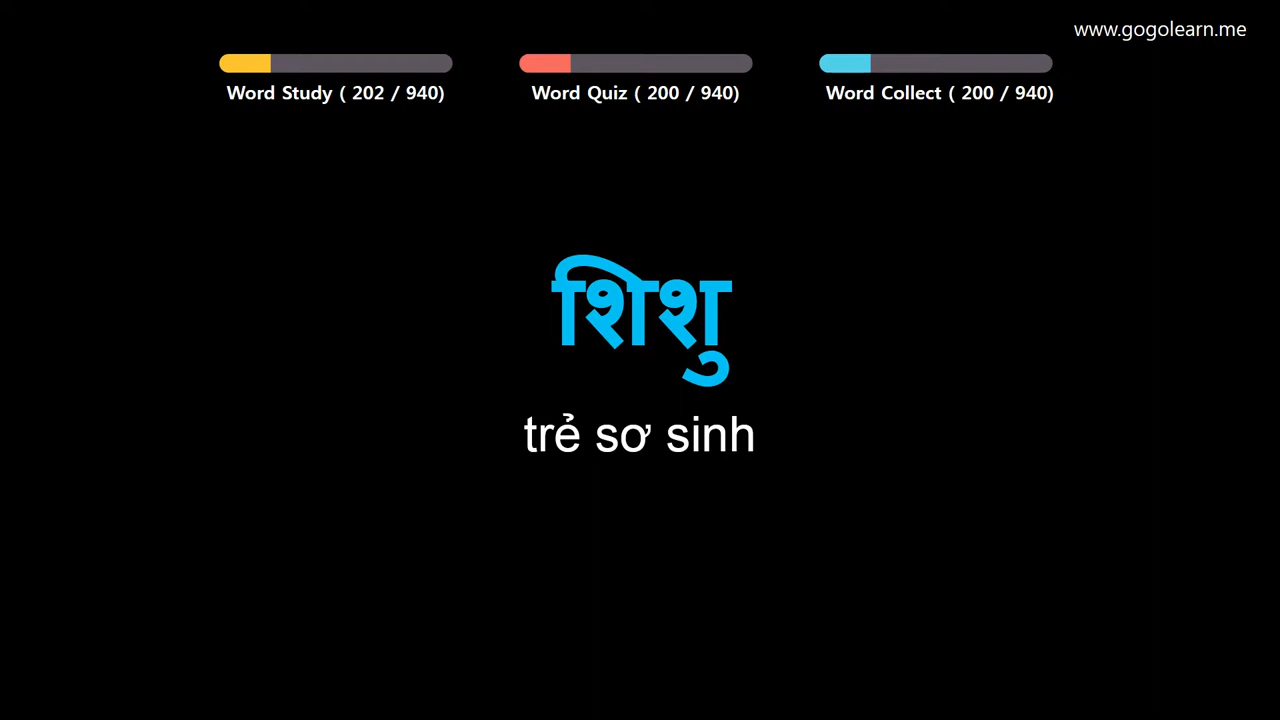 www.gogolearn.me
Word Study ( 202 / 940)
Word Quiz ( 200 / 940)
Word Collect ( 200 / 940)
शिशु
trẻ sơ sinh